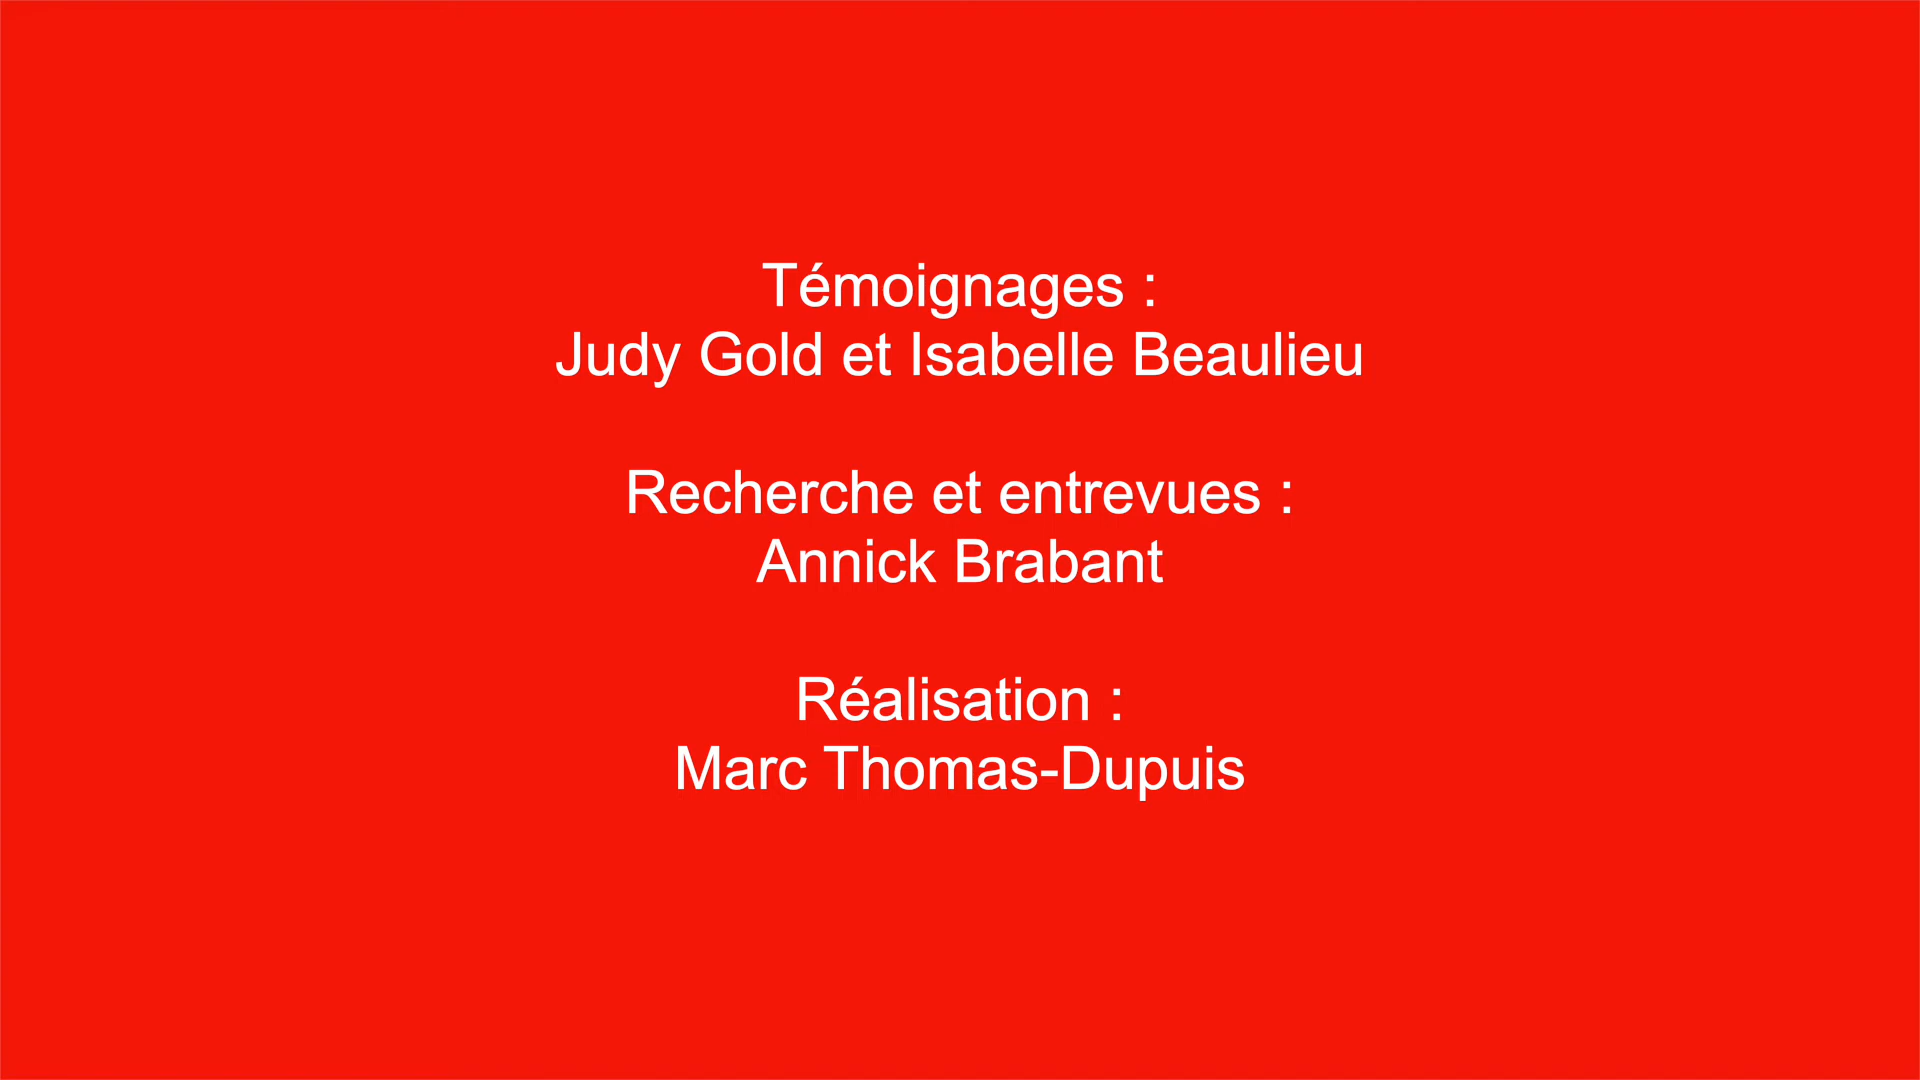 Témoignages :
Judy Gold et Isabelle Beaulieu
Recherche et entrevues :
Annick Brabant
Réalisation :
Marc Thomas-Dupuis